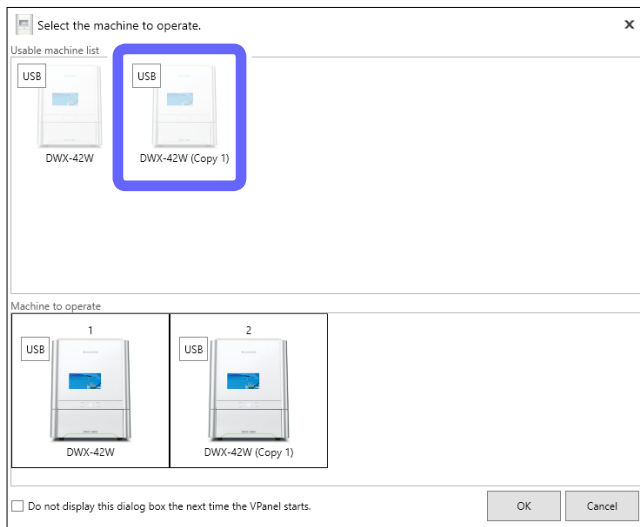 Select the machine to operate.
Usable machine list
USB
USB
DWX-42W
DWX-42W (Copy 1)
Machine to operate
1
2
USB
USB
DWX-42W
DWX-42W (Copy 1)
Do not display this dialog box the next time the VPanel starts.
OK
Cancel